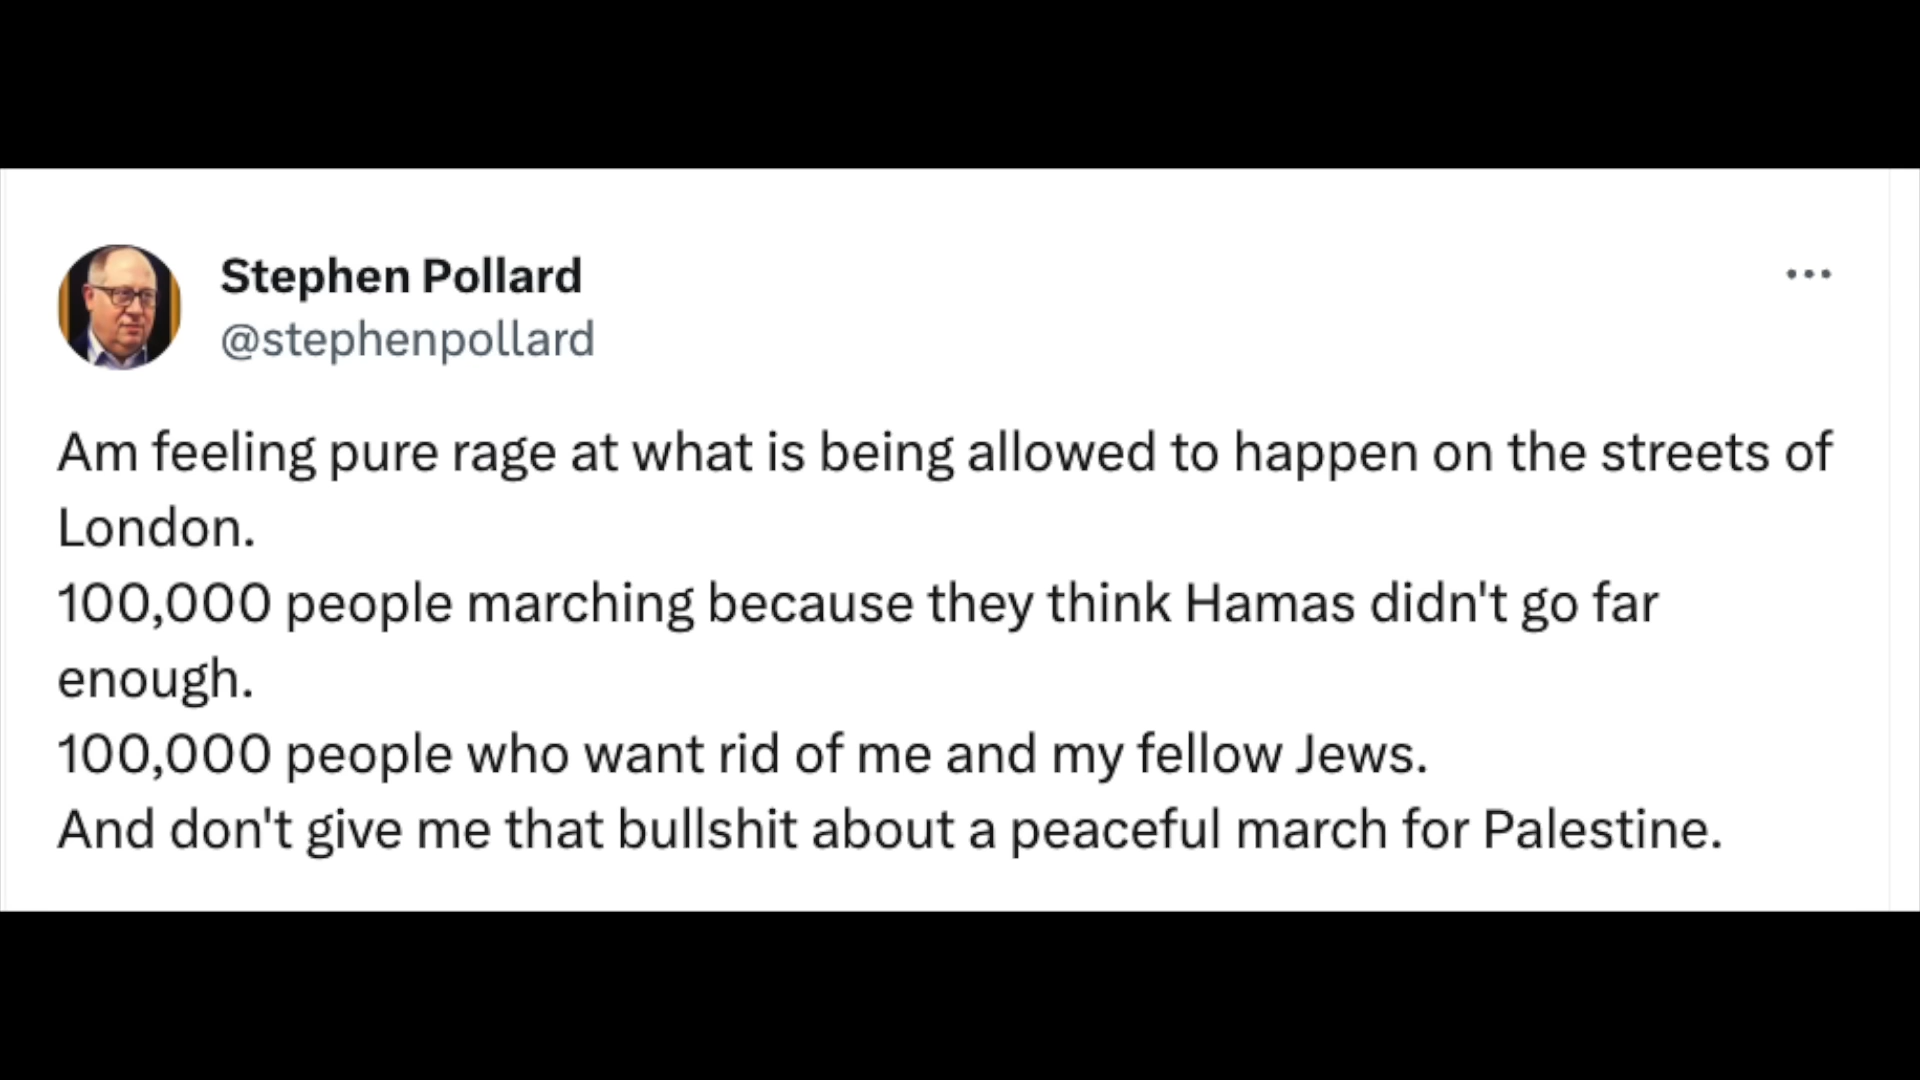 Stephen Pollard
@stephenpollard
Am feeling pure rage at what is being allowed to happen on the streets of
London.
100,000 people marching because they think Hamas didn't go far
enough.
100,000 people who want rid of me and my fellow Jews.
And don't give me that bullshit about a peaceful march for Palestine.